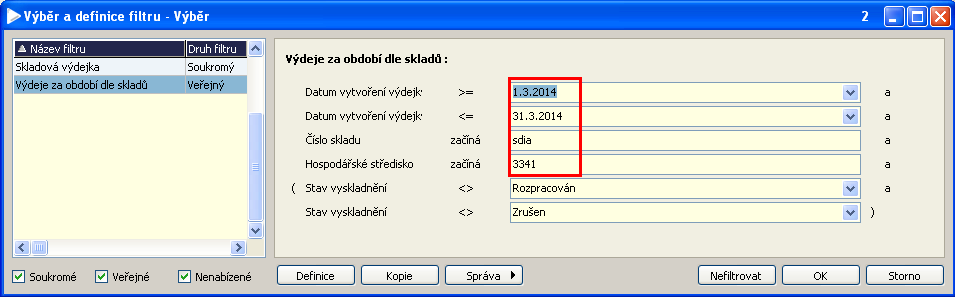 Výběr a definice filtru - Výběr 2
Název filtru Druh filtru
Skladová výdejka Soukromý
Výdeje za období dle skladů Veřejný
Výdeje za období dle skladů :
Datum vytvoření výdejk >= 1.3.2014 a
Datum vytvoření výdejk <= 31.3.2014 a
Číslo skladu začíná sdia a
Hospodářské středisko začíná 3341 a
( Stav vyskladnění <> Rozpracován a
Stav vyskladnění <> Zrušen )
Soukromé Veřejné Nenabízené Definice Kopie Správa Nefiltrovat OK Storno